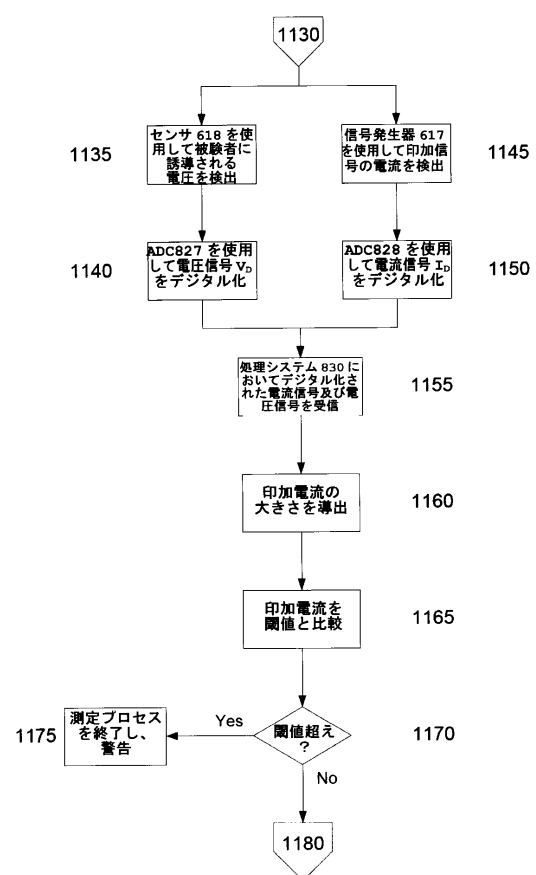 1130
センサ 618 を使
用して被験者に
誘導される
電圧を検出
1135
信号発生器 617
を使用して印加信
号の電流を検出
1145
ADC827 を使用
して電圧信号 VD
をデジタル化
1140
ADC828 を使用
して電流信号 ID
をデジタル化
1150
処理システム 830 に
おいてデジタル化さ
れた電流信号及び電
圧信号を受信
1155
印加電流の
大きさを導出
1160
印加電流を
閾値と比較
1165
閾値超え
?
1170
Yes
測定プロセス
を終了し、
警告
1175
No
1180